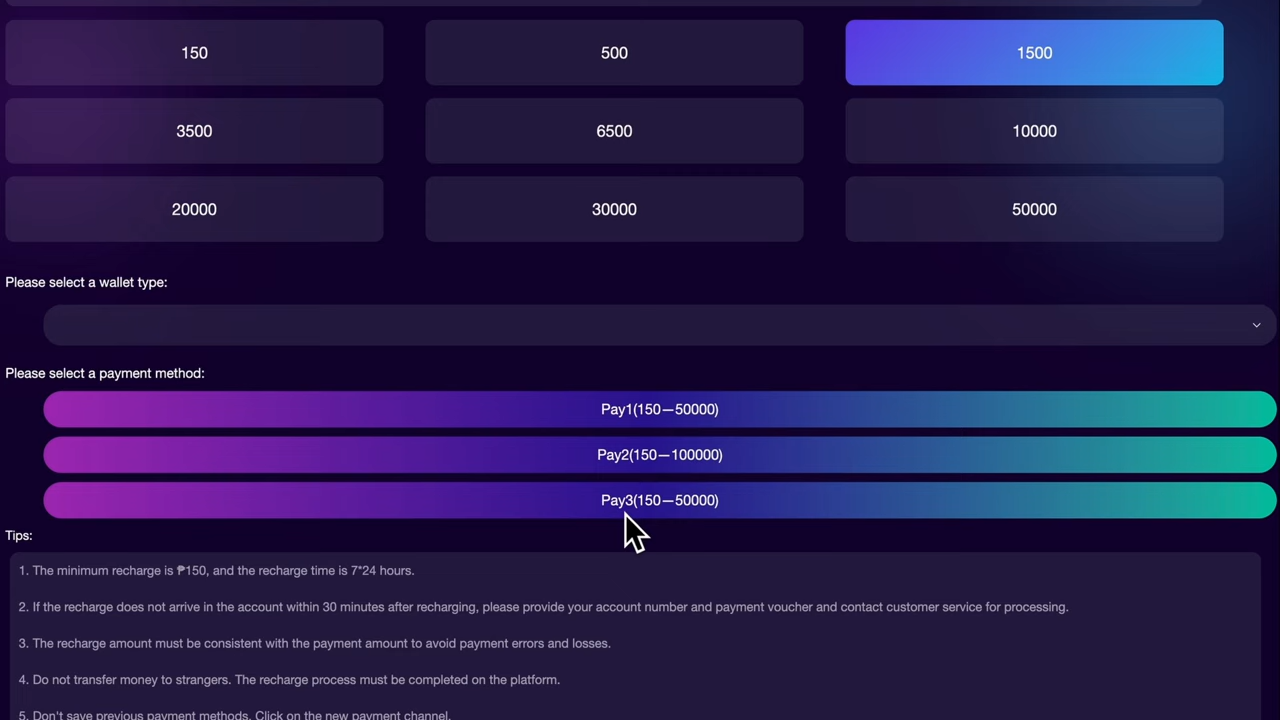 150
500
1500
3500
6500
10000
20000
30000
50000
Please select a wallet type:
Please select a payment method:
Pay1(150—50000)
Pay2(150—100000)
Pay3(150—50000)
Tips:
1. The minimum recharge is ₱150, and the recharge time is 7*24 hours.
2. If the recharge does not arrive in the account within 30 minutes after recharging, please provide your account number and payment voucher and contact customer service for processing.
3. The recharge amount must be consistent with the payment amount to avoid payment errors and losses.
4. Do not transfer money to strangers. The recharge process must be completed on the platform.
5. Don't save previous payment methods. Click on the new payment channel.